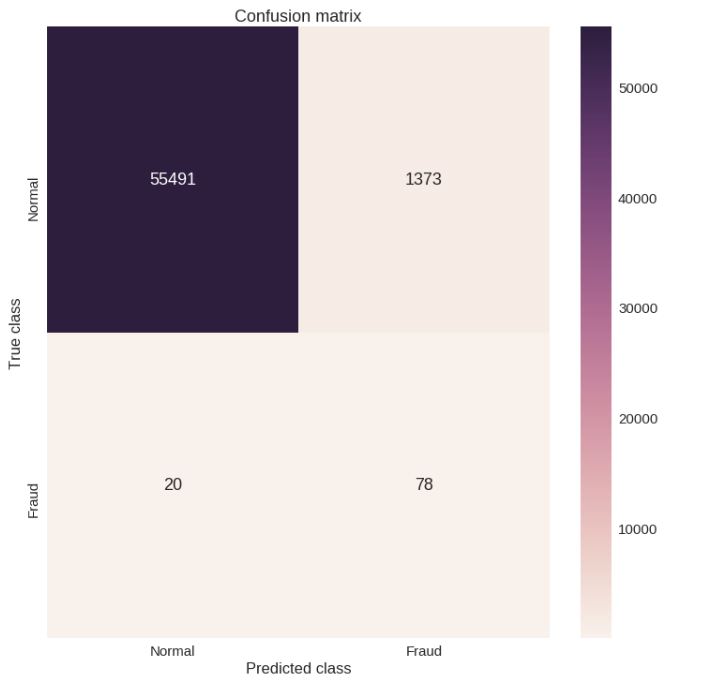 Confusion matrix
55491
1373
20
78
Normal
Fraud
True class
Normal
Fraud
Predicted class
50000
40000
30000
20000
10000